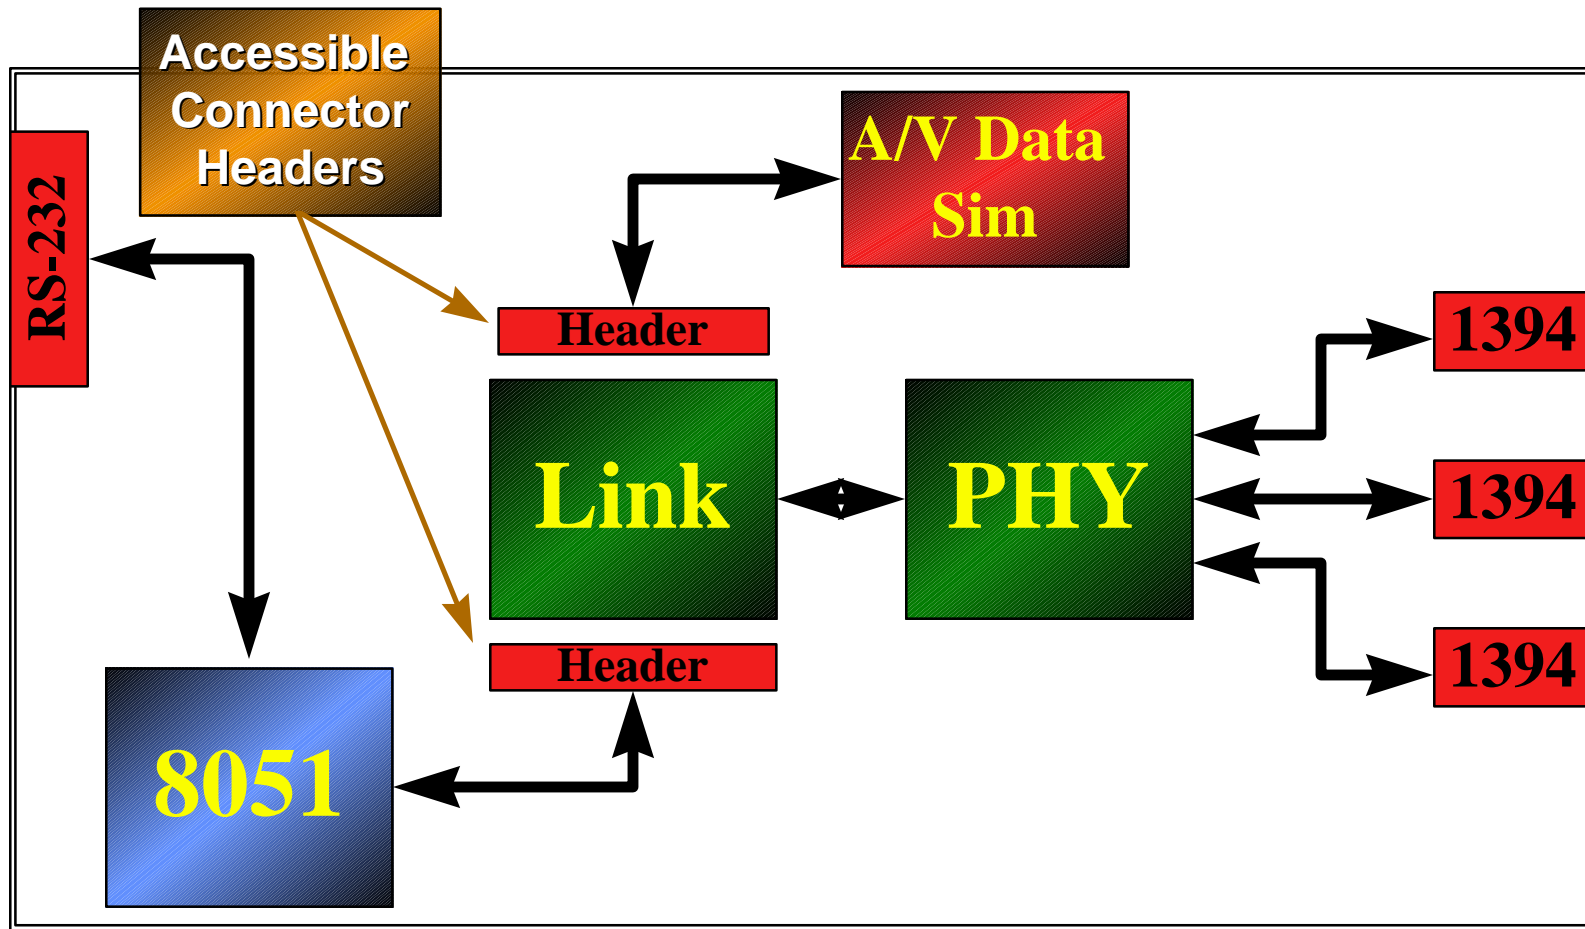 Accessible
Connector
Headers
RS-232
A/V Data
Sim
Header
1394
Link
PHY
1394
Header
1394
8051